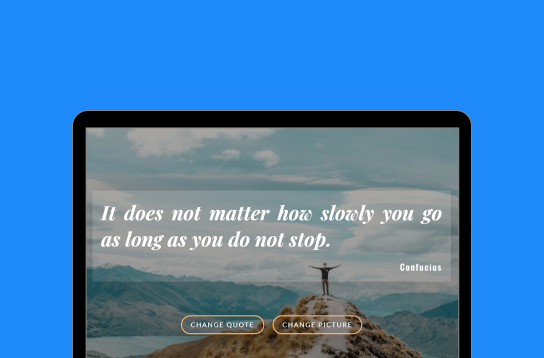 It does not matter how slowly you go
as long as you do not stop.
Confucius
CHANGE QUOTE
CHANGE PICTURE